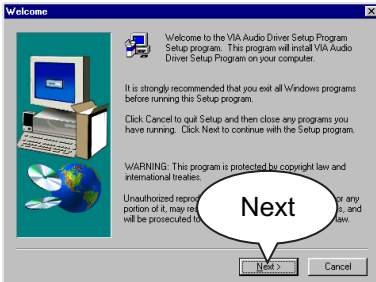 Welcome
Welcome to the VIA Audio Driver Setup Program
Setup program. This program will install VIA Audio
Driver Setup Program on your computer.
It is strongly recommended that you exit all Windows programs
before running this Setup program.
Click Cancel to quit Setup and then close any programs you
have running. Click Next to continue with the Setup program.
WARNING: This program is protected by copyright law and
international treaties.
Unauthorized or any
portion of it, may and
will be prosecuted law.
Next
Next >
Cancel